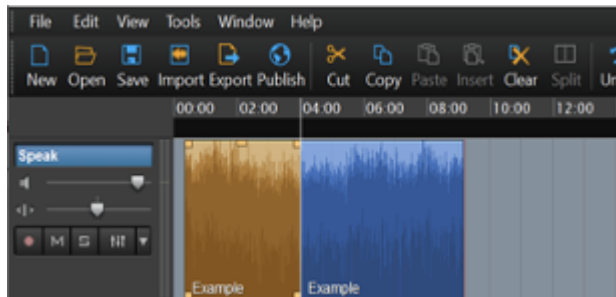 File Edit View Tools Window Help
New Open Save Import Export Publish Cut Copy Paste Insert Clear Split
00:00 02:00 04:00 06:00 08:00 10:00 12:00
Speak
M S
Example Example